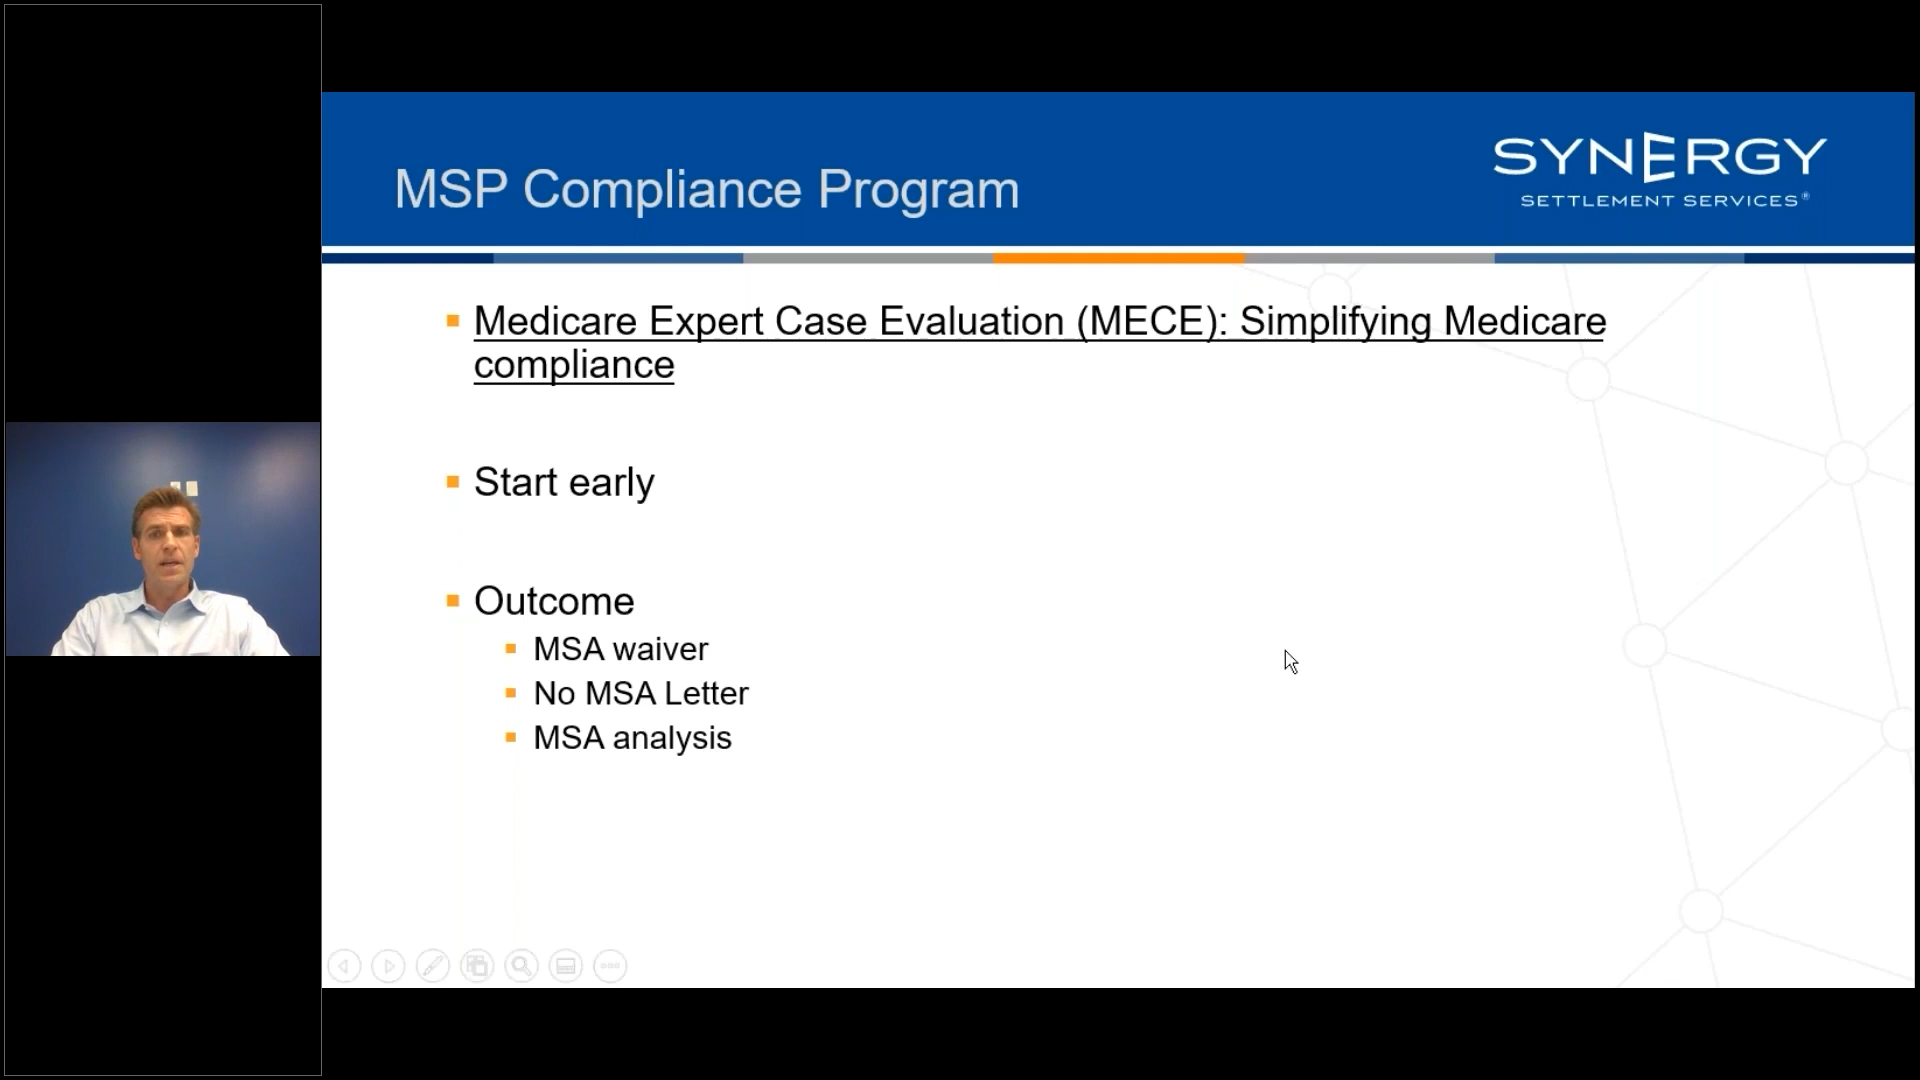 MSP Compliance Program
SYNERGY
SETTLEMENT SERVICES®
Medicare Expert Case Evaluation (MECE): Simplifying Medicare
compliance
Start early
Outcome
MSA waiver
No MSA Letter
MSA analysis